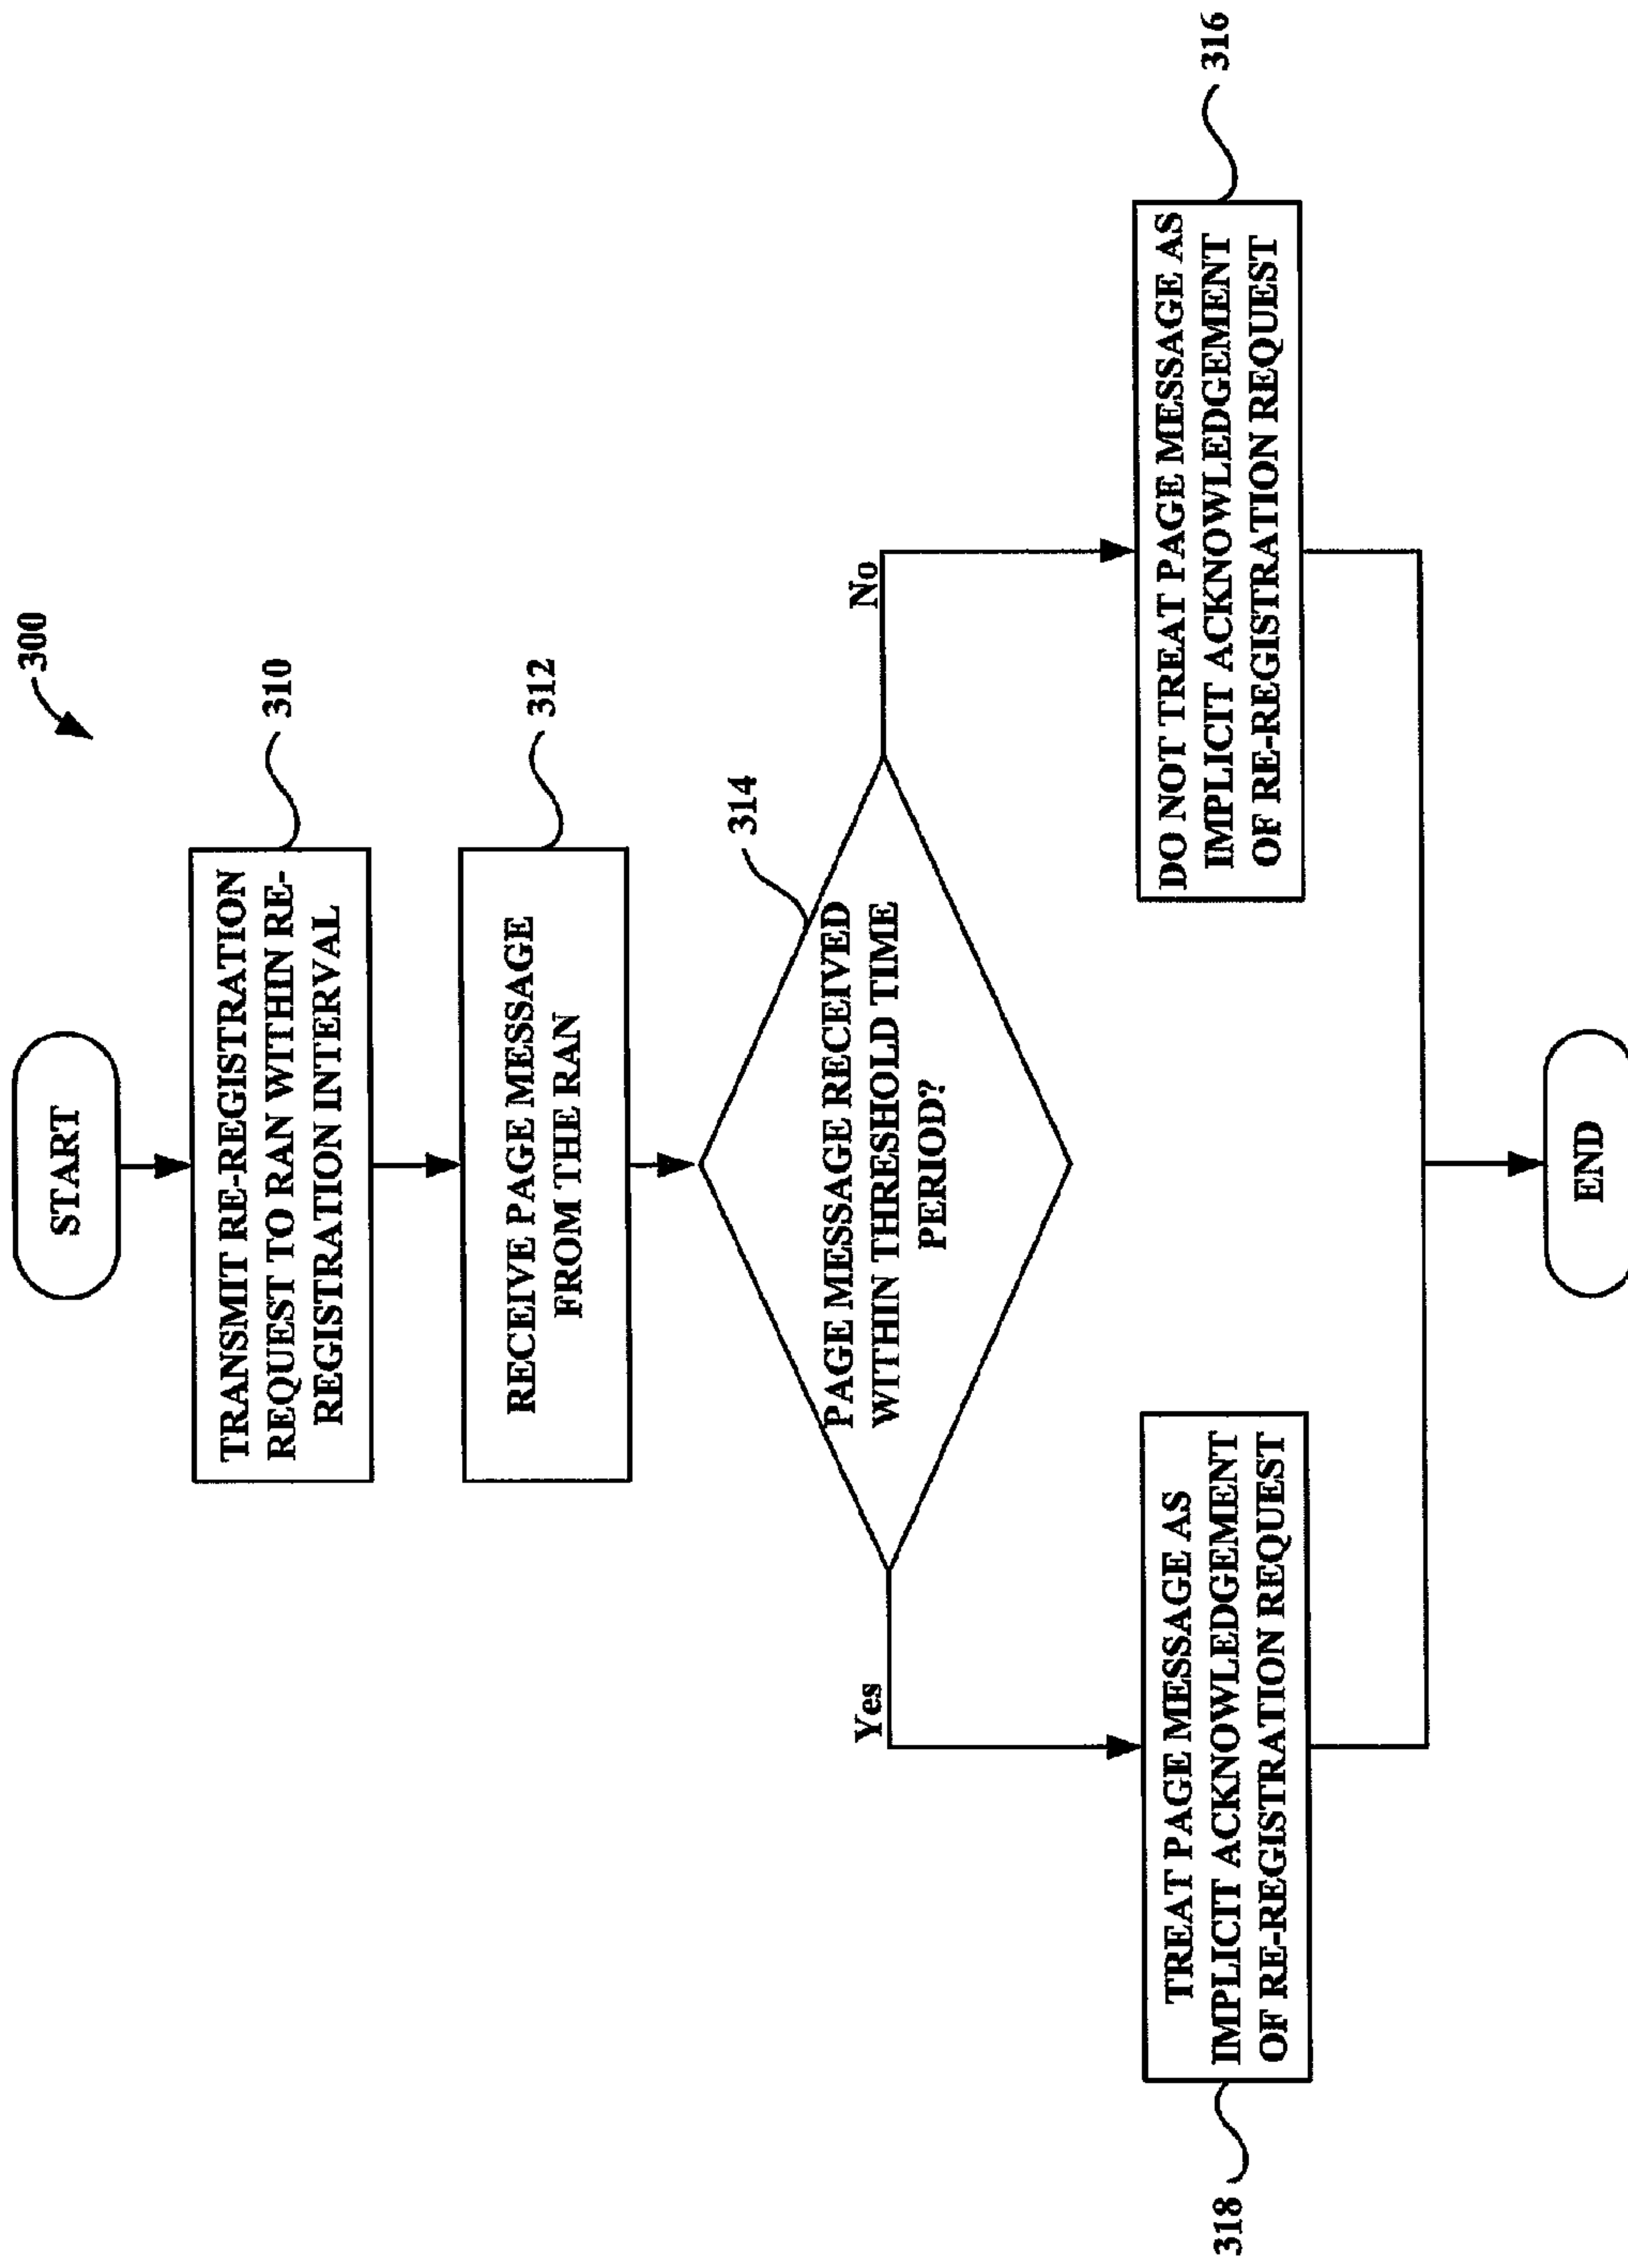 300
START
TRANSMIT RE-REGISTRATION
REQUEST TO RAN WITHIN RE-
REGISTRATION INTERVAL
310
RECEIVE PAGE MESSAGE
FROM THE RAN
312
314
PAGE MESSAGE RECEIVED
WITHIN THRESHOLD TIME
PERIOD?
Yes
No
TREAT PAGE MESSAGE AS
IMPLICIT ACKNOWLEDGEMENT
OF RE-REGISTRATION REQUEST
318
DO NOT TREAT PAGE MESSAGE AS
IMPLICIT ACKNOWLEDGEMENT
OF RE-REGISTRATION REQUEST
316
END